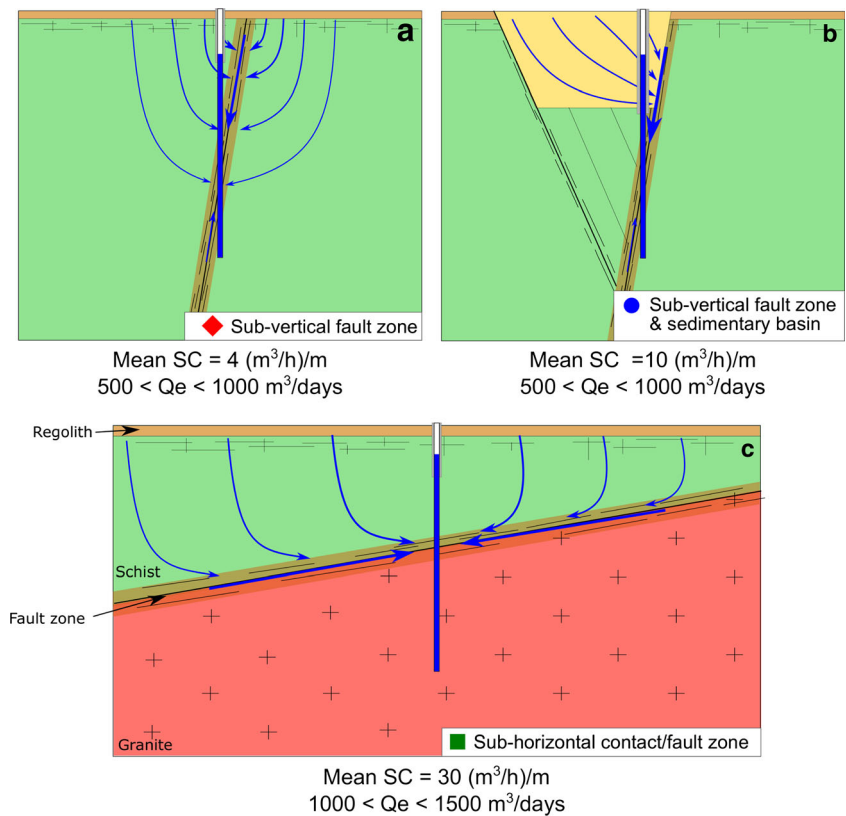 a
Sub-vertical fault zone
Mean SC = 4 (m³/h)/m
500 < Qe < 1000 m³/days
b
Sub-vertical fault zone
& sedimentary basin
Mean SC =10 (m³/h)/m
500 < Qe < 1000 m³/days
Regolith
c
Schist
Fault zone
Granite
Sub-horizontal contact/fault zone
Mean SC = 30 (m³/h)/m
1000 < Qe < 1500 m³/days